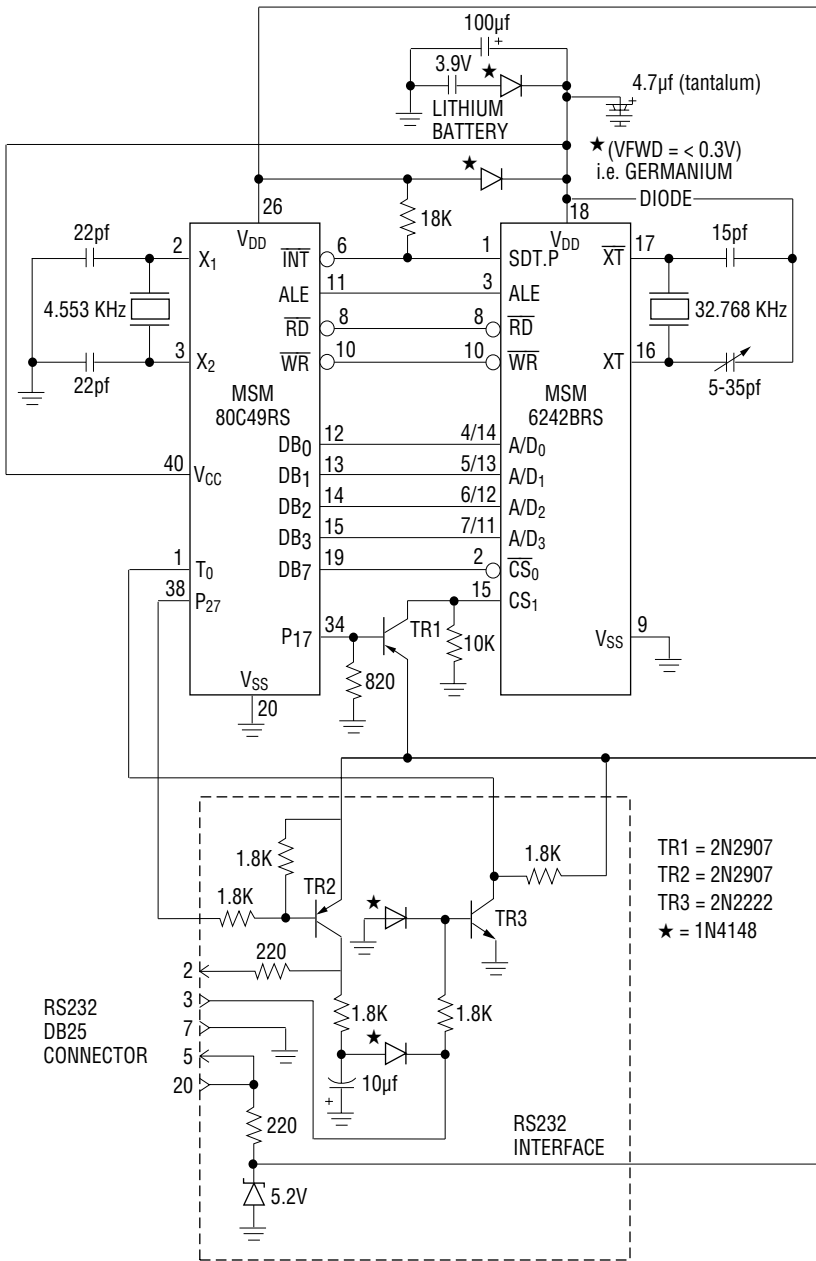 100µf
+
3.9V
★
LITHIUM
BATTERY
4.7µf (tantalum)
+
★ (VFWD = < 0.3V)
i.e. GERMANIUM
DIODE
★
26
18K
18
22pf
2
X1
VDD
INT
6
1
SDT.P
VDD
XT
17
15pf
ALE
11
3
ALE
4.553 KHz
RD
8
8
RD
32.768 KHz
3
X2
WR
10
10
WR
XT
16
22pf
5-35pf
MSM
80C49RS
MSM
6242BRS
DB0
12
4/14
A/D0
40
VCC
DB1
13
5/13
A/D1
DB2
14
6/12
A/D2
DB3
15
7/11
A/D3
1
T0
DB7
19
2
CS0
38
P27
15
CS1
P17
34
TR1
10K
VSS
9
820
VSS
20
1.8K
1.8K
TR2
★
1.8K
TR3
TR1 = 2N2907
TR2 = 2N2907
TR3 = 2N2222
★ = 1N4148
2
220
3
1.8K
1.8K
RS232
DB25
CONNECTOR
7
5
★
20
10µf
+
220
RS232
INTERFACE
5.2V